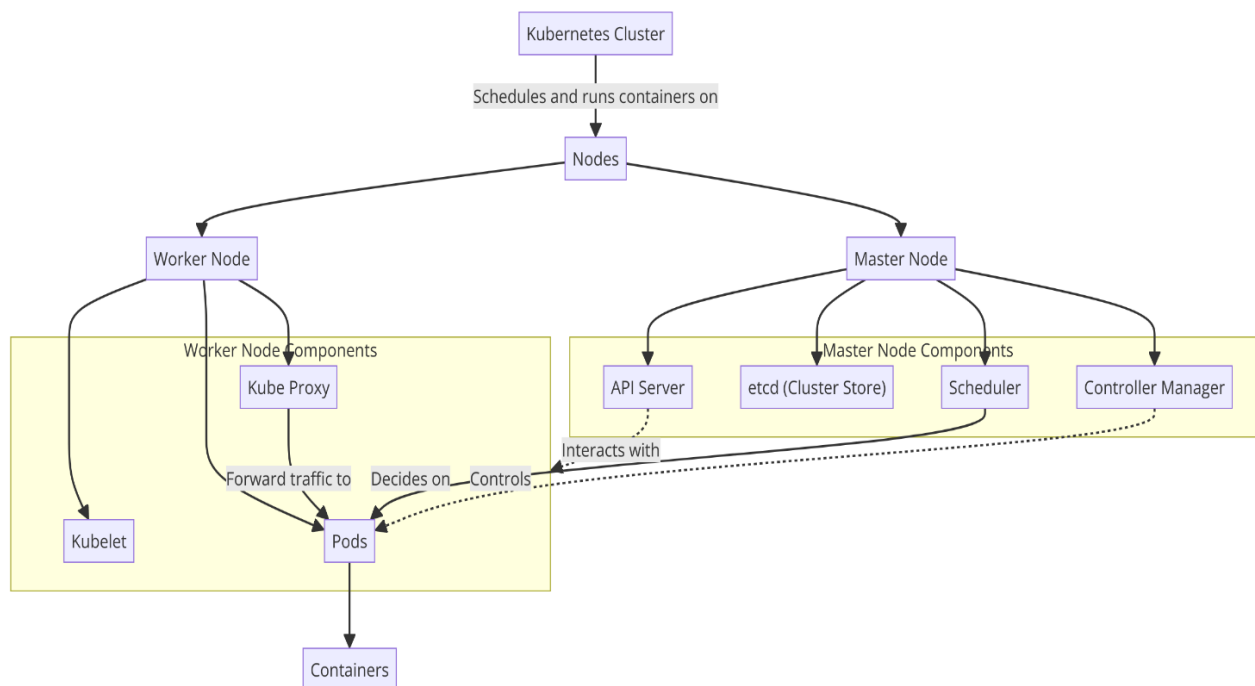 Kubernetes Cluster
Schedules and runs containers on
Nodes
Worker Node
Master Node
Worker Node Components
Master Node Components
Kube Proxy
API Server
etcd (Cluster Store)
Scheduler
Controller Manager
Interacts with
Forward traffic to
Decides on
Controls
Kubelet
Pods
Containers